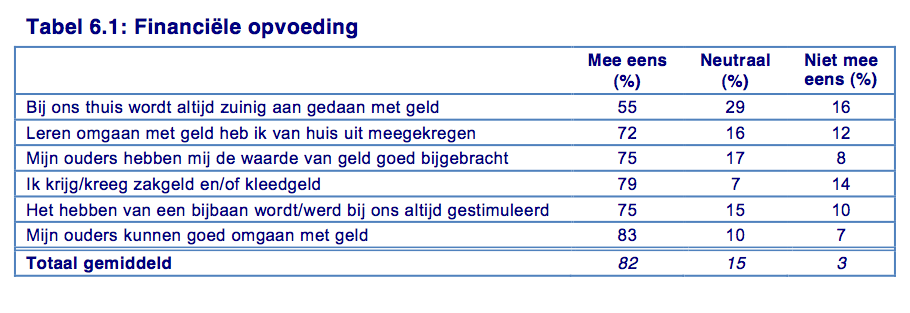 Tabel 6.1: Financiële opvoeding
Mee eens (%) Neutraal (%) Niet mee eens (%)
Bij ons thuis wordt altijd zuinig aan gedaan met geld 55 29 16
Leren omgaan met geld heb ik van huis uit meegekregen 72 16 12
Mijn ouders hebben mij de waarde van geld goed bijgebracht 75 17 8
Ik krijg/kreeg zakgeld en/of kleedgeld 79 7 14
Het hebben van een bijbaan wordt/werd bij ons altijd gestimuleerd 75 15 10
Mijn ouders kunnen goed omgaan met geld 83 10 7
Totaal gemiddeld 82 15 3